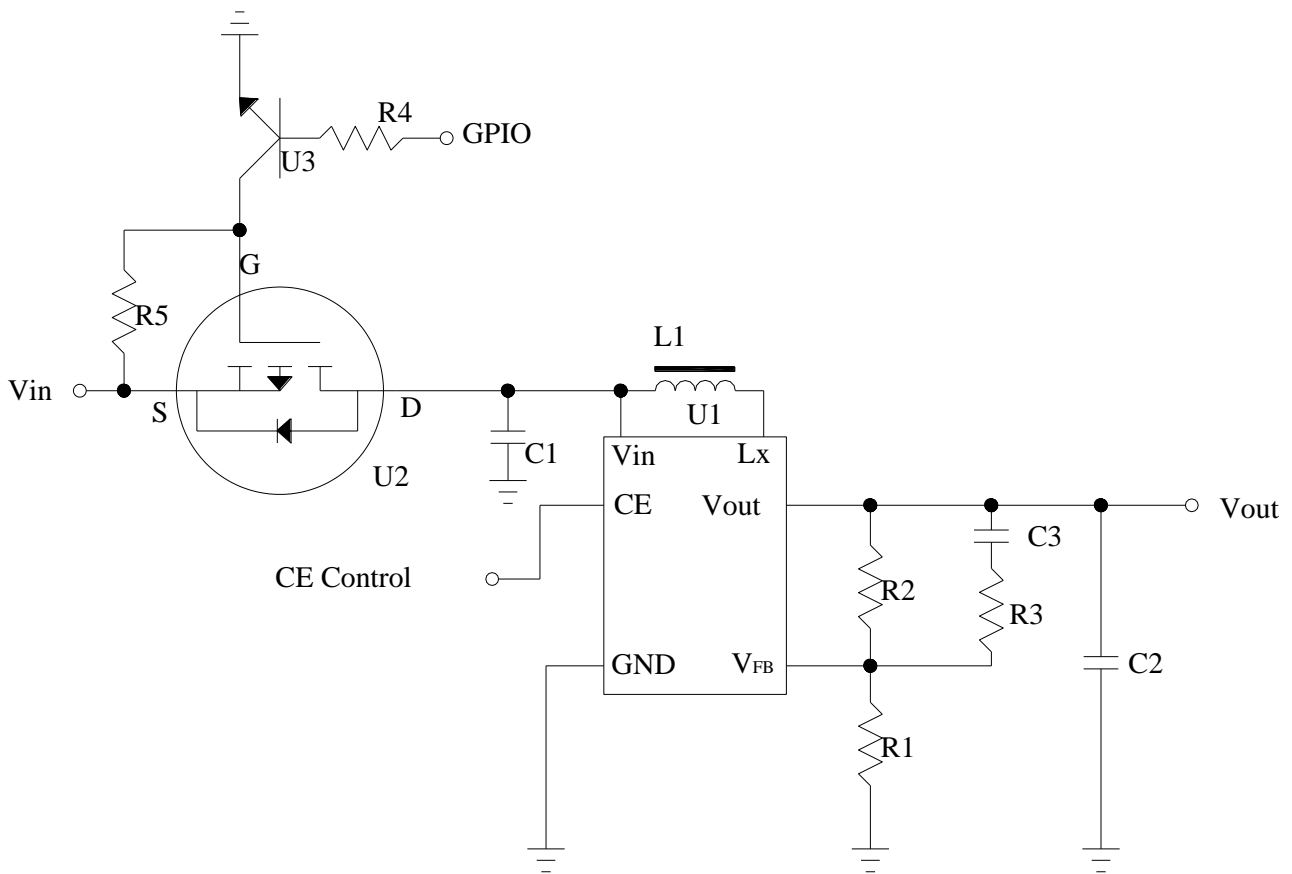 R4
GPIO
U3
G
R5
L1
Vin
S
D
U1
C1
Vin
Lx
U2
CE
Vout
Vout
C3
CE Control
R2
R3
GND
VFB
C2
R1